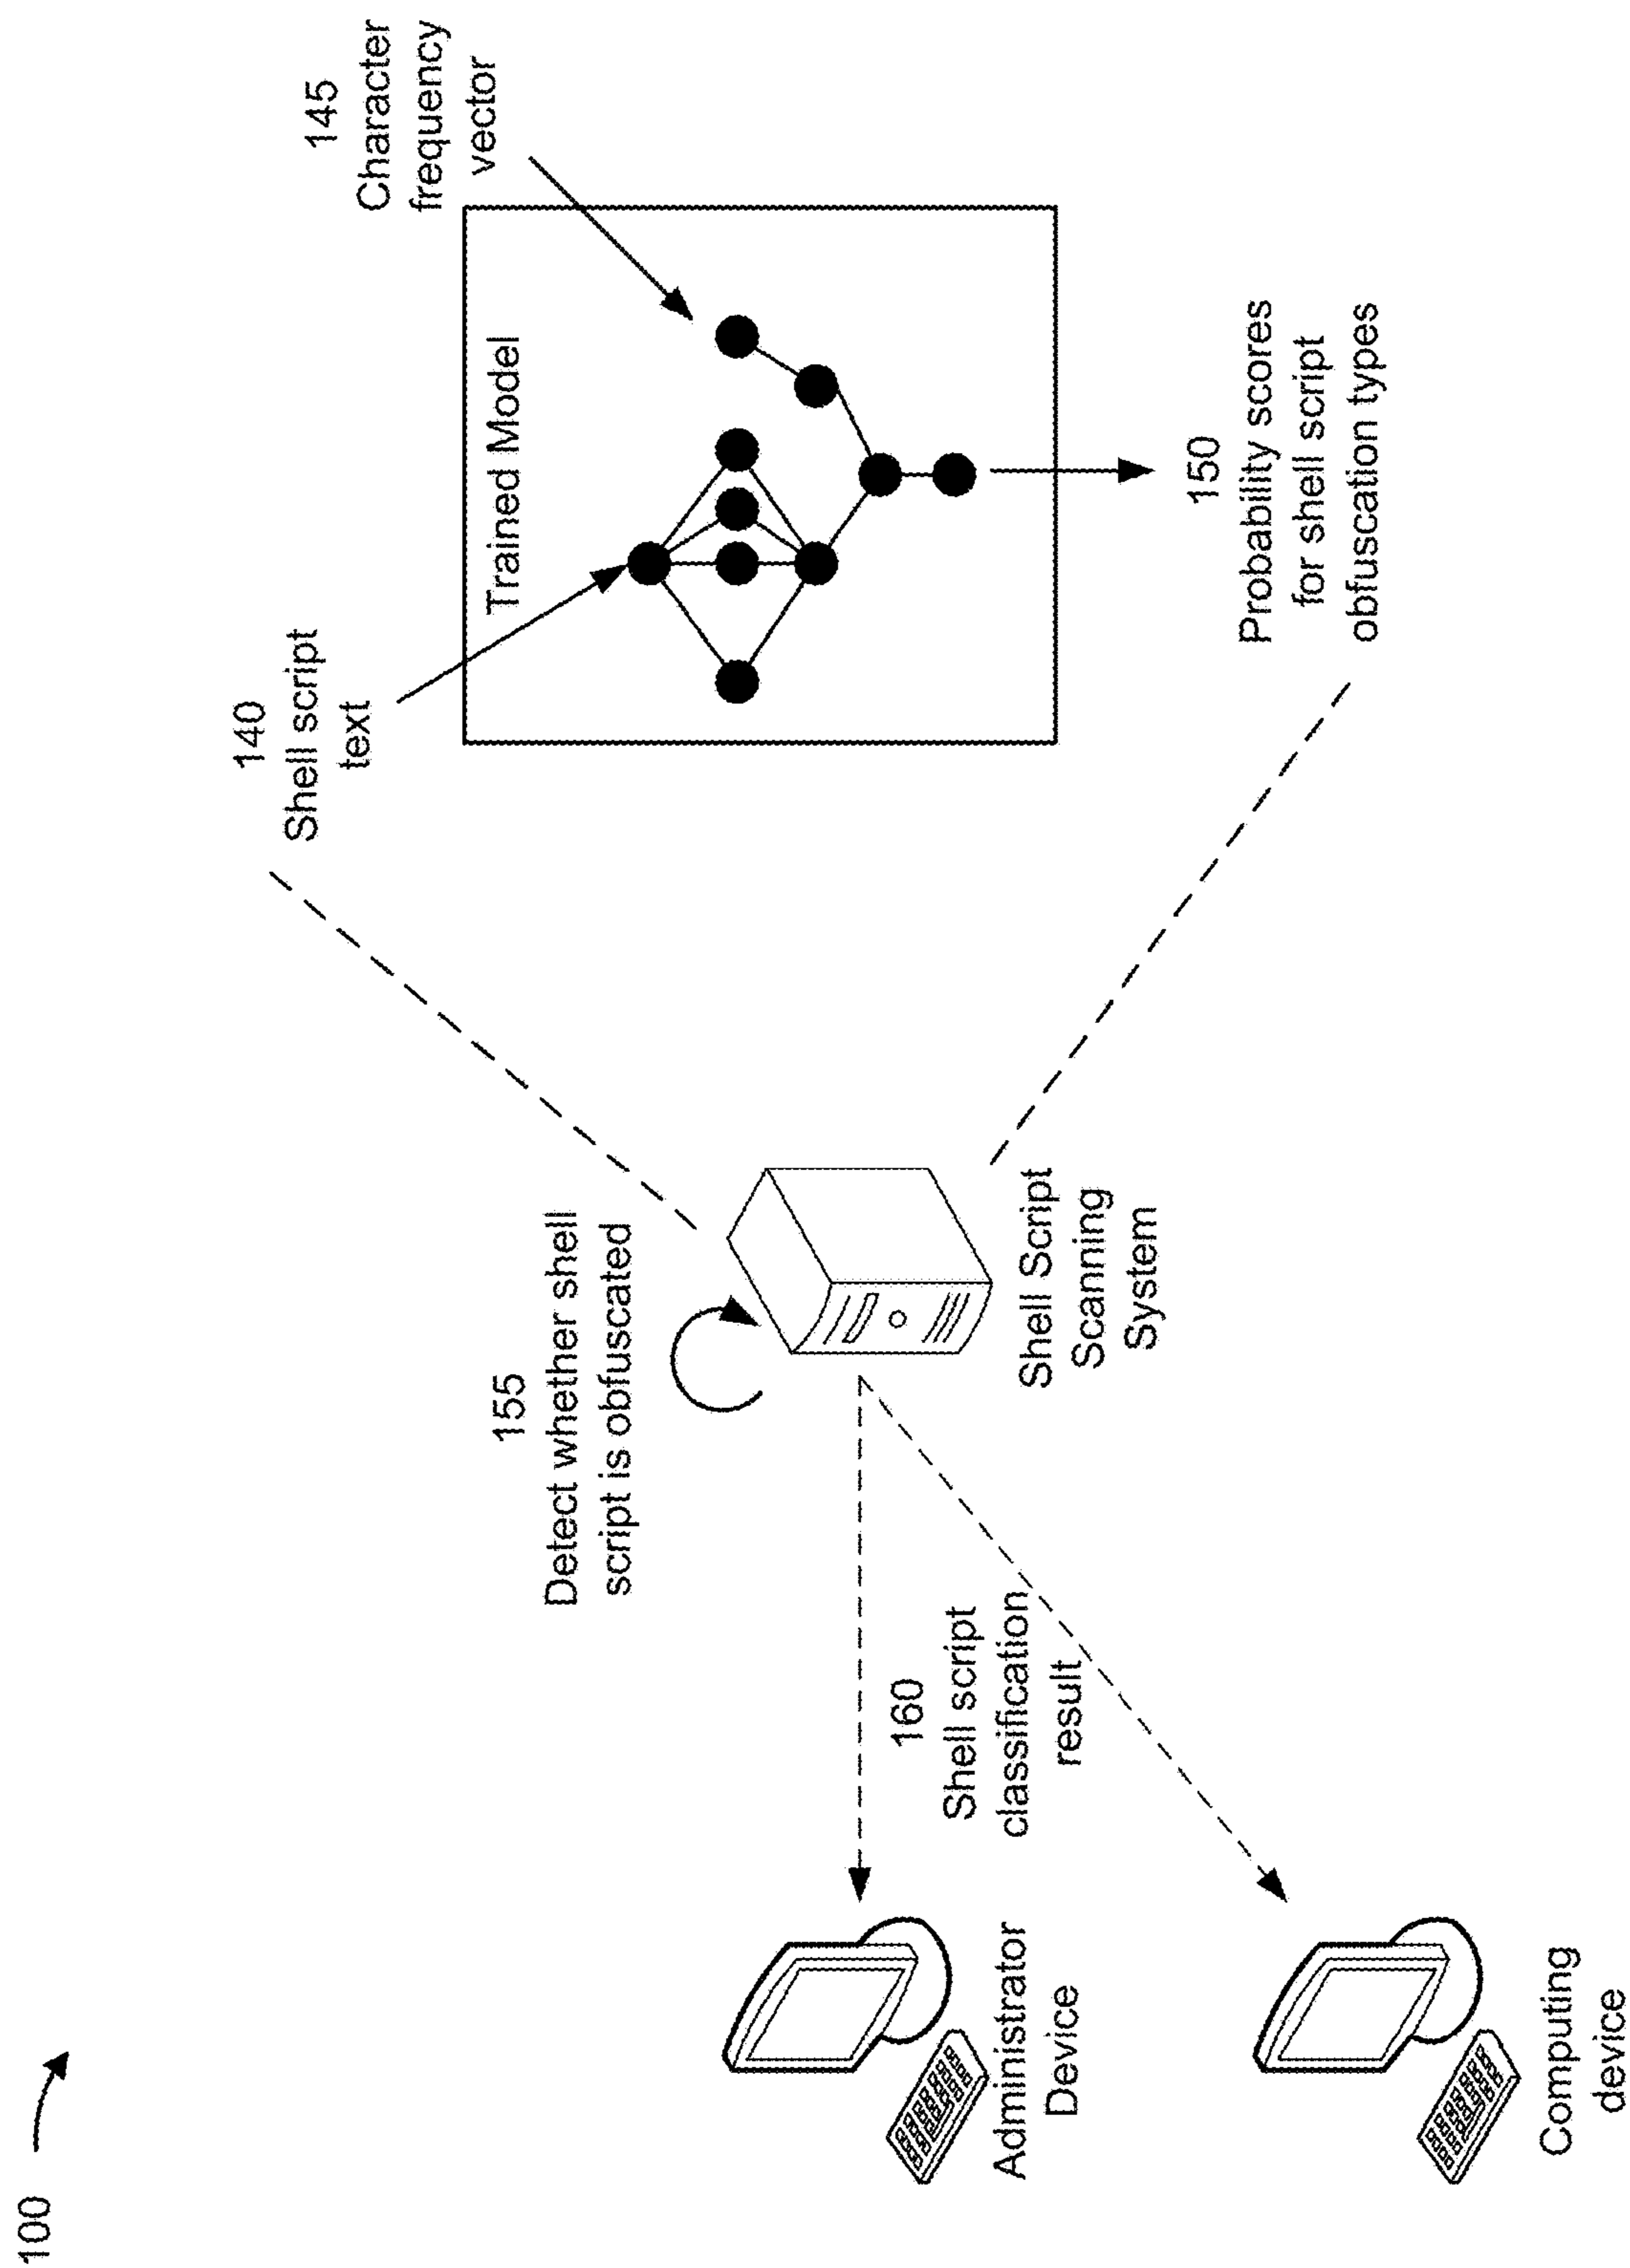 100
155
Detect whether shell
script is obfuscated
140
Shell script
text
145
Character
frequency
vector
Trained Model
160
Shell script
classification
result
Administrator
Device
Shell Script
Scanning
System
150
Probability scores
for shell script
obfuscation types
Computing
device